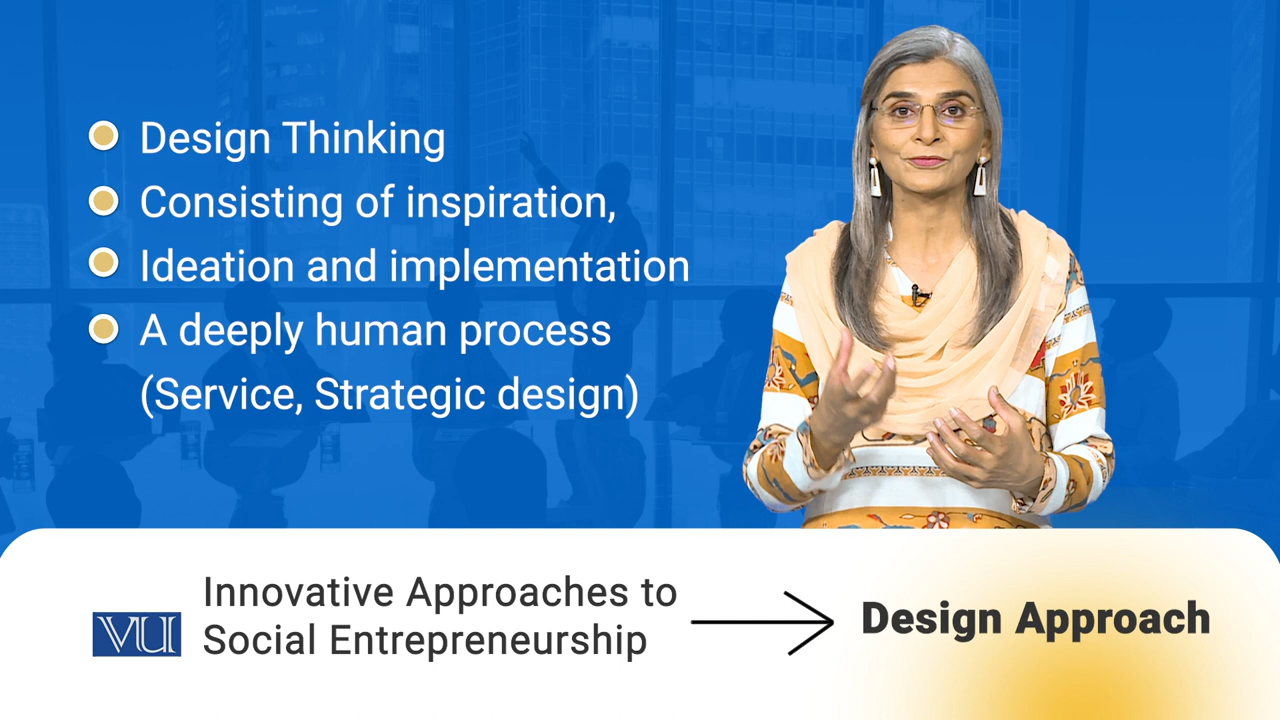 Design Thinking
Consisting of inspiration,
Ideation and implementation
A deeply human process
(Service, Strategic design)
Innovative Approaches to
Social Entrepreneurship
Design Approach
VU